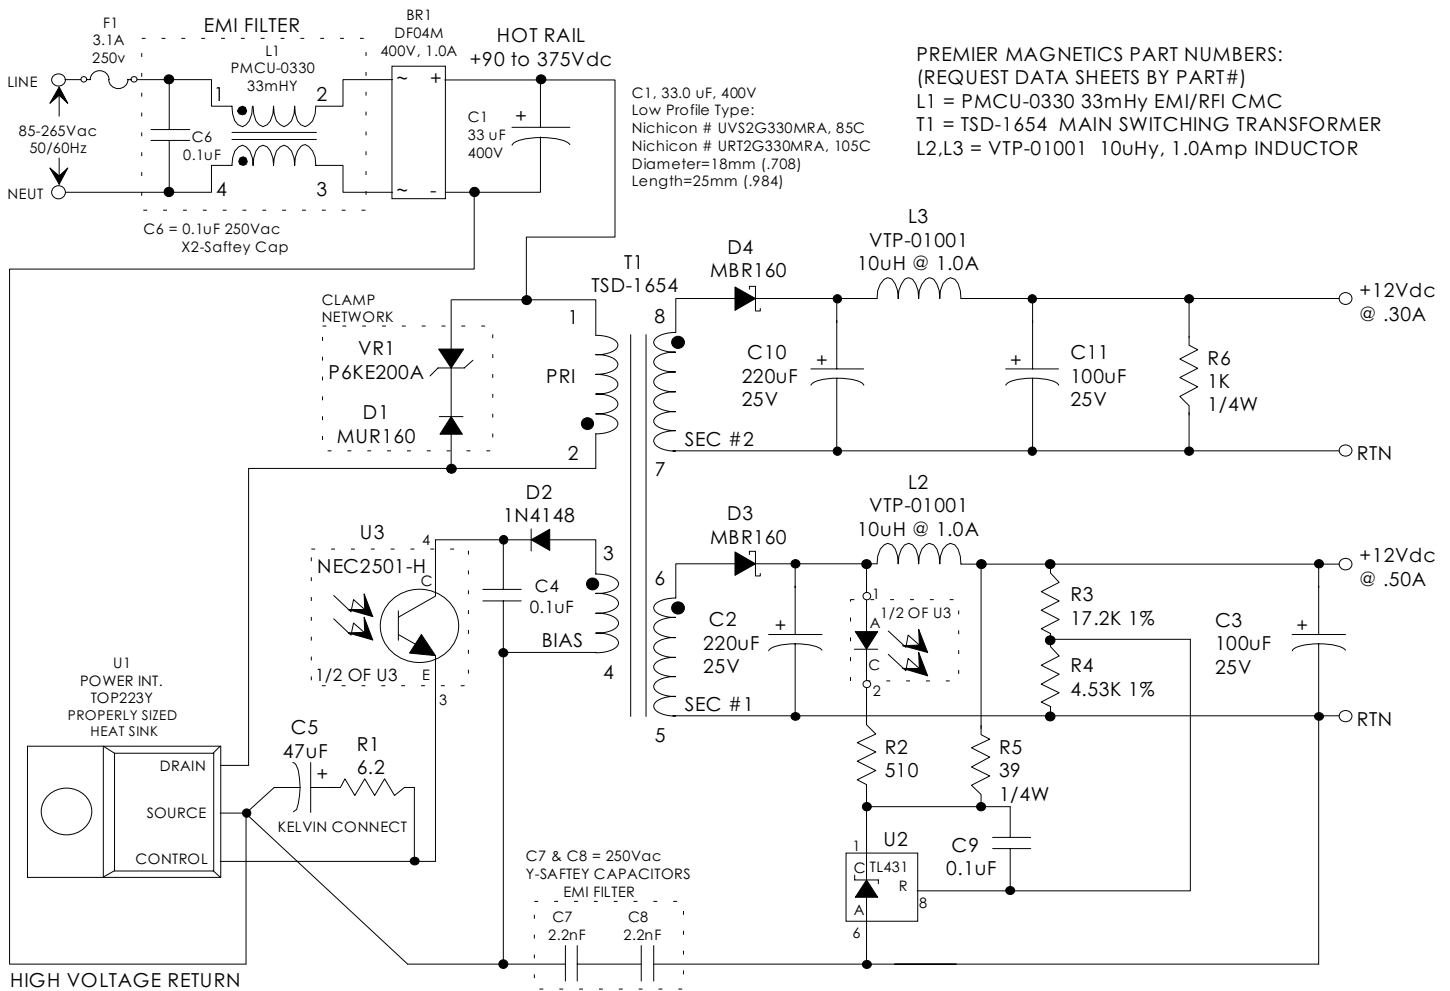 F1
3.1A
250v
EMI FILTER
L1
PMCU-0330
33mHY
BR1
DF04M
400V, 1.0A
HOT RAIL
+90 to 375Vdc
LINE
1
2
~
+
85-265Vac
50/60Hz
C6
0.1uF
C1
33 uF
400V
+
NEUT
4
3
~
-
C6 = 0.1uF 250Vac
X2-Saftey Cap
C1, 33.0 uF, 400V
Low Profile Type:
Nichicon # UVS2G330MRA, 85C
Nichicon # URT2G330MRA, 105C
Diameter=18mm (.708)
Length=25mm (.984)
PREMIER MAGNETICS PART NUMBERS:
(REQUEST DATA SHEETS BY PART#)
L1 = PMCU-0330 33mHy EMI/RFI CMC
T1 = TSD-1654 MAIN SWITCHING TRANSFORMER
L2,L3 = VTP-01001 10uHy, 1.0Amp INDUCTOR
CLAMP
NETWORK
VR1
P6KE200A
D1
MUR160
T1
TSD-1654
1
PRI
2
8
SEC #2
7
D4
MBR160
L3
VTP-01001
10uH @ 1.0A
+
C10
220uF
25V
+
C11
100uF
25V
R6
1K
1/4W
+12Vdc
@ .30A
RTN
D2
1N4148
3
BIAS
4
C4
0.1uF
U3
NEC2501-H
4
C
E
1/2 OF U3
3
6
SEC #1
5
D3
MBR160
L2
VTP-01001
10uH @ 1.0A
+
C2
220uF
25V
1
1/2 OF U3
A
C
2
R3
17.2K 1%
R4
4.53K 1%
+
C3
100uF
25V
+12Vdc
@ .50A
RTN
R2
510
R5
39
1/4W
U1
POWER INT.
TOP223Y
PROPERLY SIZED
HEAT SINK
DRAIN
SOURCE
CONTROL
C5
47uF
+
R1
6.2
KELVIN CONNECT
C7 & C8 = 250Vac
Y-SAFTEY CAPACITORS
EMI FILTER
C7
2.2nF
C8
2.2nF
1
U2
C
TL431
R
A
8
6
C9
0.1uF
HIGH VOLTAGE RETURN